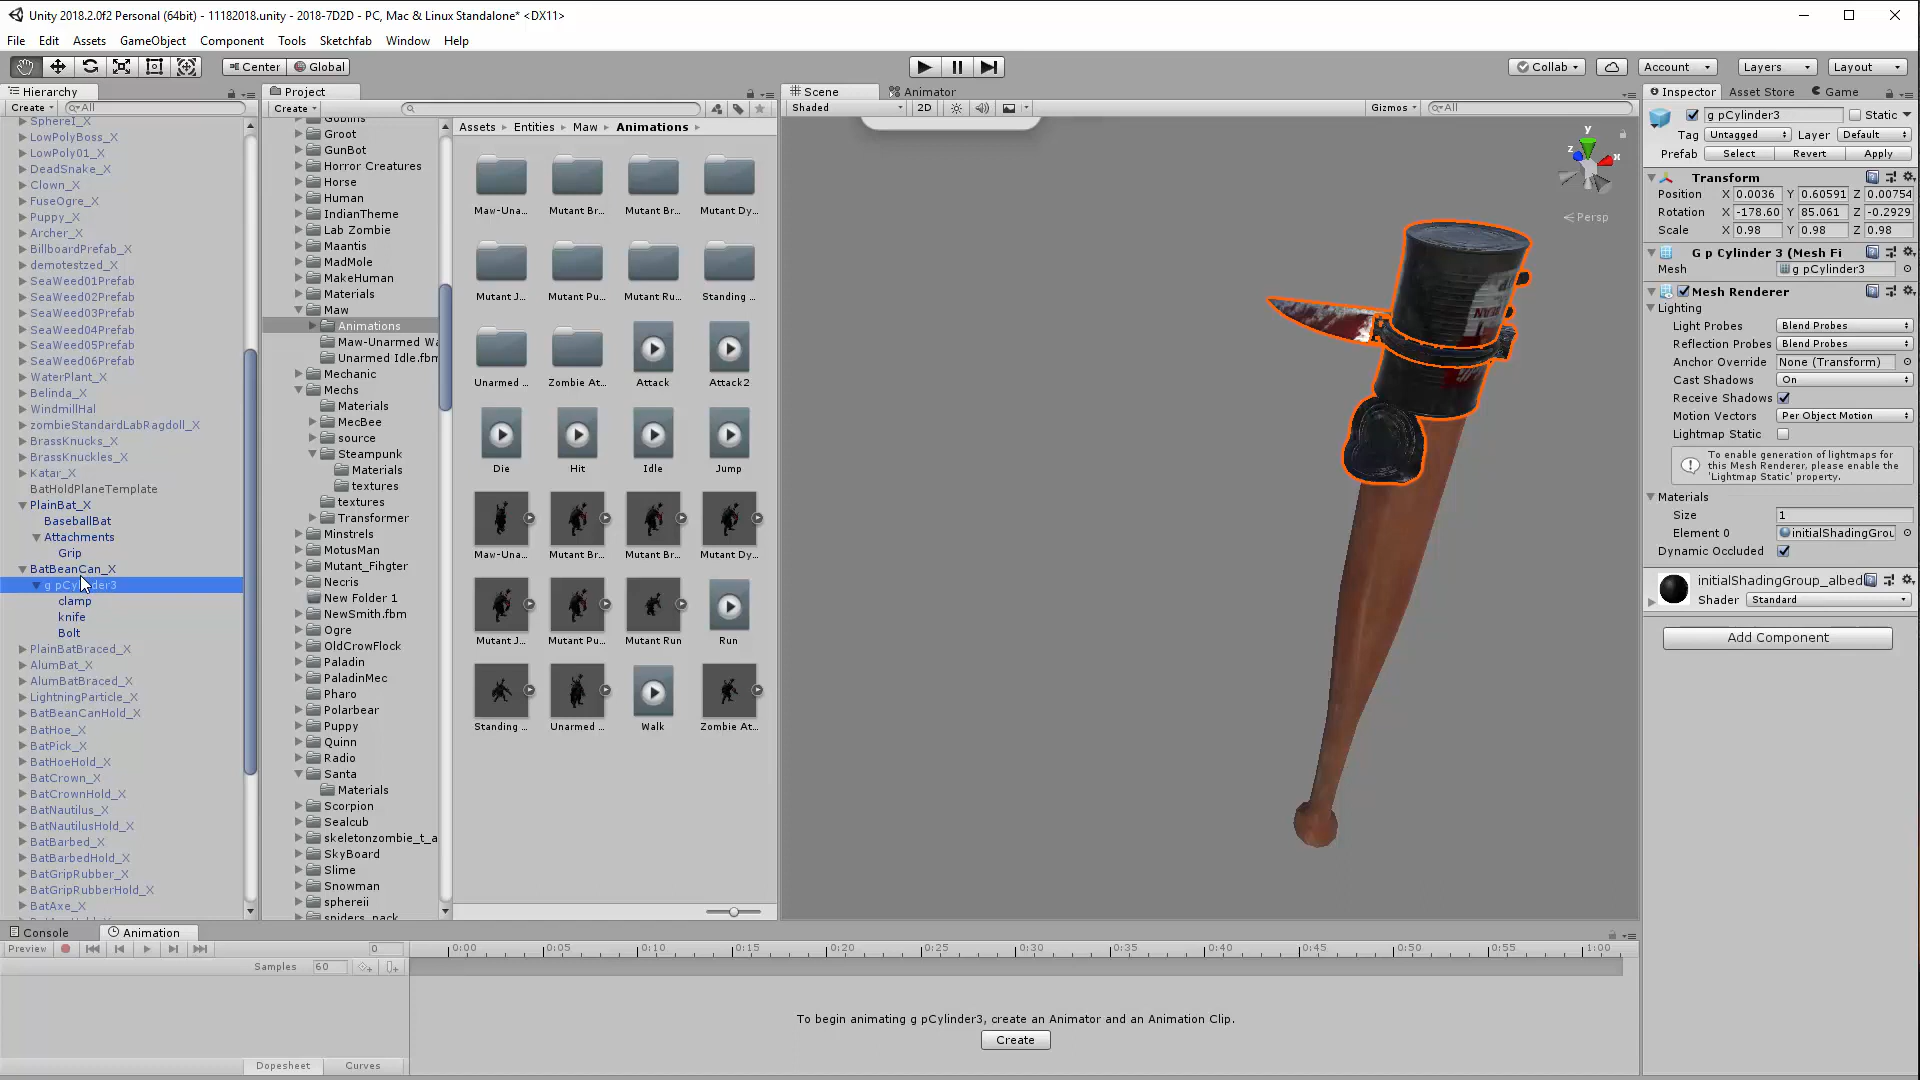 Unity 2018.2.0f2 Personal (64bit) - 11182018.unity - 2018-7D2D - PC, Mac & Linux Standalone* <DX11>
File Edit Assets GameObject Component Tools Sketchfab Window Help
Center Global
Collab Account Layers Layout
Hierarchy
Create All
SphereI_X
LowPolyBoss_X
LowPoly01_X
DeadSnake_X
Clown_X
FuseOgre_X
Puppy_X
Archer_X
BillboardPrefab_X
demotestzed_X
SeaWeed01Prefab
SeaWeed02Prefab
SeaWeed03Prefab
SeaWeed04Prefab
SeaWeed05Prefab
SeaWeed06Prefab
WaterPlant_X
Belinda_X
WindmillHal
zombieStandardLabRagdoll_X
BrassKnucks_X
BrassKnuckles_X
Katar_X
BatHoldPlaneTemplate
PlainBat_X
BaseballBat
Attachments
Grip
BatBeanCan_X
clamp
knife
Bolt
PlainBatBraced_X
AlumBat_X
AlumBatBraced_X
LightningParticle_X
BatBeanCanHold_X
BatHoe_X
BatPick_X
BatHoeHold_X
BatCrown_X
BatCrownHold_X
BatNautilus_X
BatNautilusHold_X
BatBarbed_X
BatBarbedHold_X
BatGripRubber_X
BatGripRubberHold_X
BatAxe_X
Project
Create
Goblins
Groot
GunBot
Horror Creatures
Horse
Human
IndianTheme
Lab Zombie
Maantis
MadMole
MakeHuman
Materials
Maw
Animations
Maw-Unarmed Wa
Unarmed Idle.fbm
Mechanic
Mechs
Materials
MecBee
source
Steampunk
Materials
textures
textures
Transformer
Minstrels
MotusMan
Mutant_Fihgter
Necris
New Folder 1
NewSmith.fbm
Ogre
OldCrowFlock
Paladin
PaladinMec
Pharo
Polarbear
Puppy
Quinn
Radio
Santa
Materials
Scorpion
Sealcub
skeletonzombie_t_a
SkyBoard
Slime
Snowman
sphereii
spiders_pack
Assets Entities Maw Animations
Maw-Una... Mutant Br... Mutant Br... Mutant Dy...
Mutant J... Mutant Pu... Mutant Ru... Standing ...
Unarmed ... Zombie At... Attack Attack2
Die Hit Idle Jump
Maw-Una... Mutant Br... Mutant Br... Mutant Dy...
Mutant J... Mutant Pu... Mutant Run Run
Standing ... Unarmed ... Walk Zombie At...
Scene Animator
Shaded 2D Gizmos All
y
z x
Persp
Inspector Asset Store Game
g pCylinder3 Static
Tag Untagged Layer Default
Prefab Select Revert Apply
Transform
Position X 0.0036 Y 0.60591 Z 0.00754
Rotation X -178.60 Y 85.061 Z -0.2929
Scale X 0.98 Y 0.98 Z 0.98
G p Cylinder 3 (Mesh Fi
Mesh g pCylinder3
Mesh Renderer
Lighting
Light Probes Blend Probes
Reflection Probes Blend Probes
Anchor Override None (Transform)
Cast Shadows On
Receive Shadows
Motion Vectors Per Object Motion
Lightmap Static
To enable generation of lightmaps for
this Mesh Renderer, please enable the
'Lightmap Static' property.
Materials
Size 1
Element 0 initialShadingGrou
Dynamic Occluded
initialShadingGroup_albed
Shader Standard
Add Component
Console Animation
Preview 0 0:00 0:05 0:10 0:15 0:20 0:25 0:30 0:35 0:40 0:45 0:50 0:55 1:00
Samples 60
To begin animating g pCylinder3, create an Animator and an Animation Clip.
Create
Dopesheet Curves